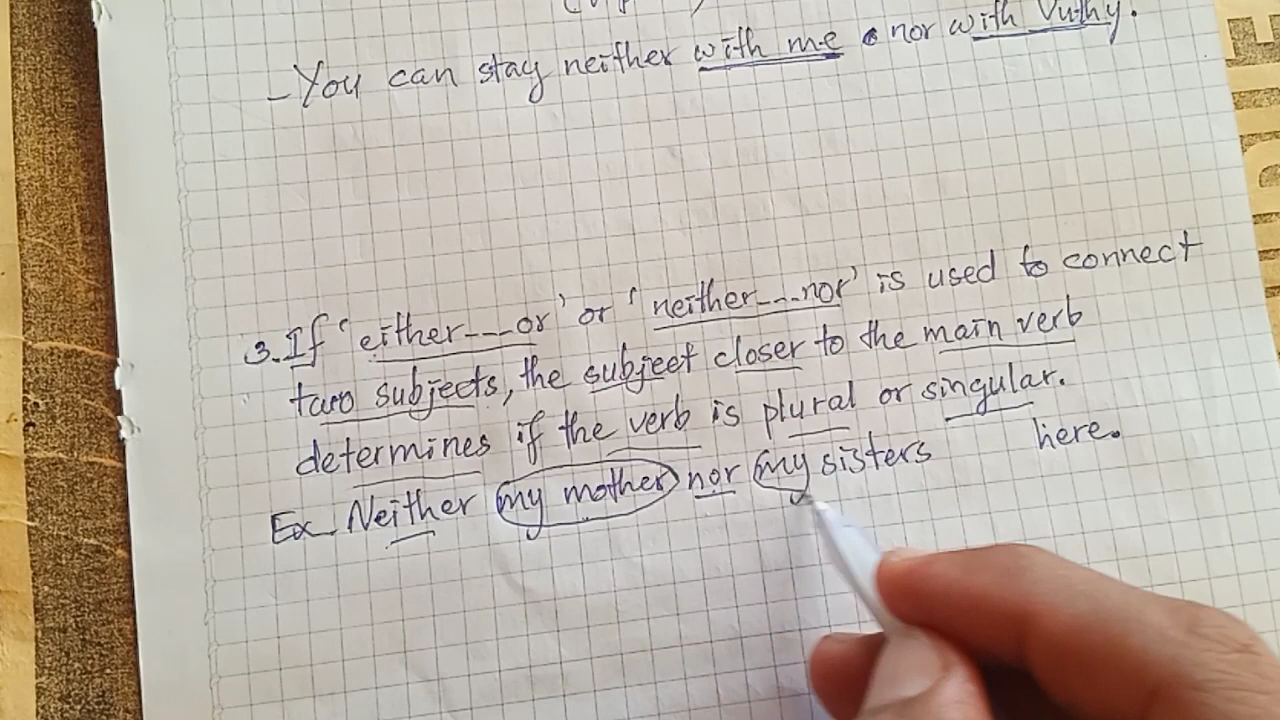 - You can stay neither with me nor with Vuthy.
3. If 'either---or' or 'neither---nor' is used to connect
two subjects, the subject closer to the main verb
determines if the verb is plural or singular.
Ex Neither my mother nor my sisters here.